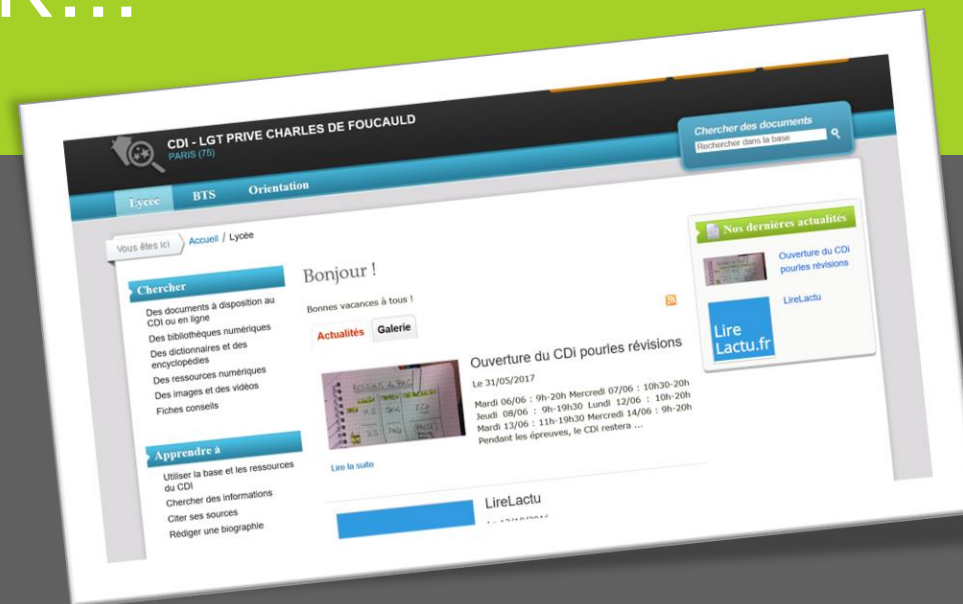 R...
CDI - LGT PRIVE CHARLES DE FOUCAULD
PARIS (75)
Chercher des documents
Rechercher dans la base
Lycée
BTS
Orientation
Vous êtes ici
Accueil / Lycée
Chercher
Des documents à disposition au
CDI ou en ligne
Des bibliothèques numériques
Des dictionnaires et des
encyclopédies
Des ressources numériques
Des images et des vidéos
Fiches conseils
Apprendre à
Utiliser la base et les ressources
du CDI
Chercher des informations
Citer ses sources
Rédiger une biographie
Bonjour !
Bonnes vacances à tous !
Actualités
Galerie
Ouverture du CDi pourles révisions
Le 31/05/2017
Mardi 06/06 : 9h-20h Mercredi 07/06 : 10h30-20h
Jeudi 08/06 : 9h-19h30 Lundi 12/06 : 10h-20h
Mardi 13/06 : 11h-19h30 Mercredi 14/06 : 9h-20h
Pendant les épreuves, le CDI restera ...
Lire la suite
LireLactu
Nos dernières actualités
Ouverture du CDi
pourles révisions
Lire
Lactu.fr
LireLactu